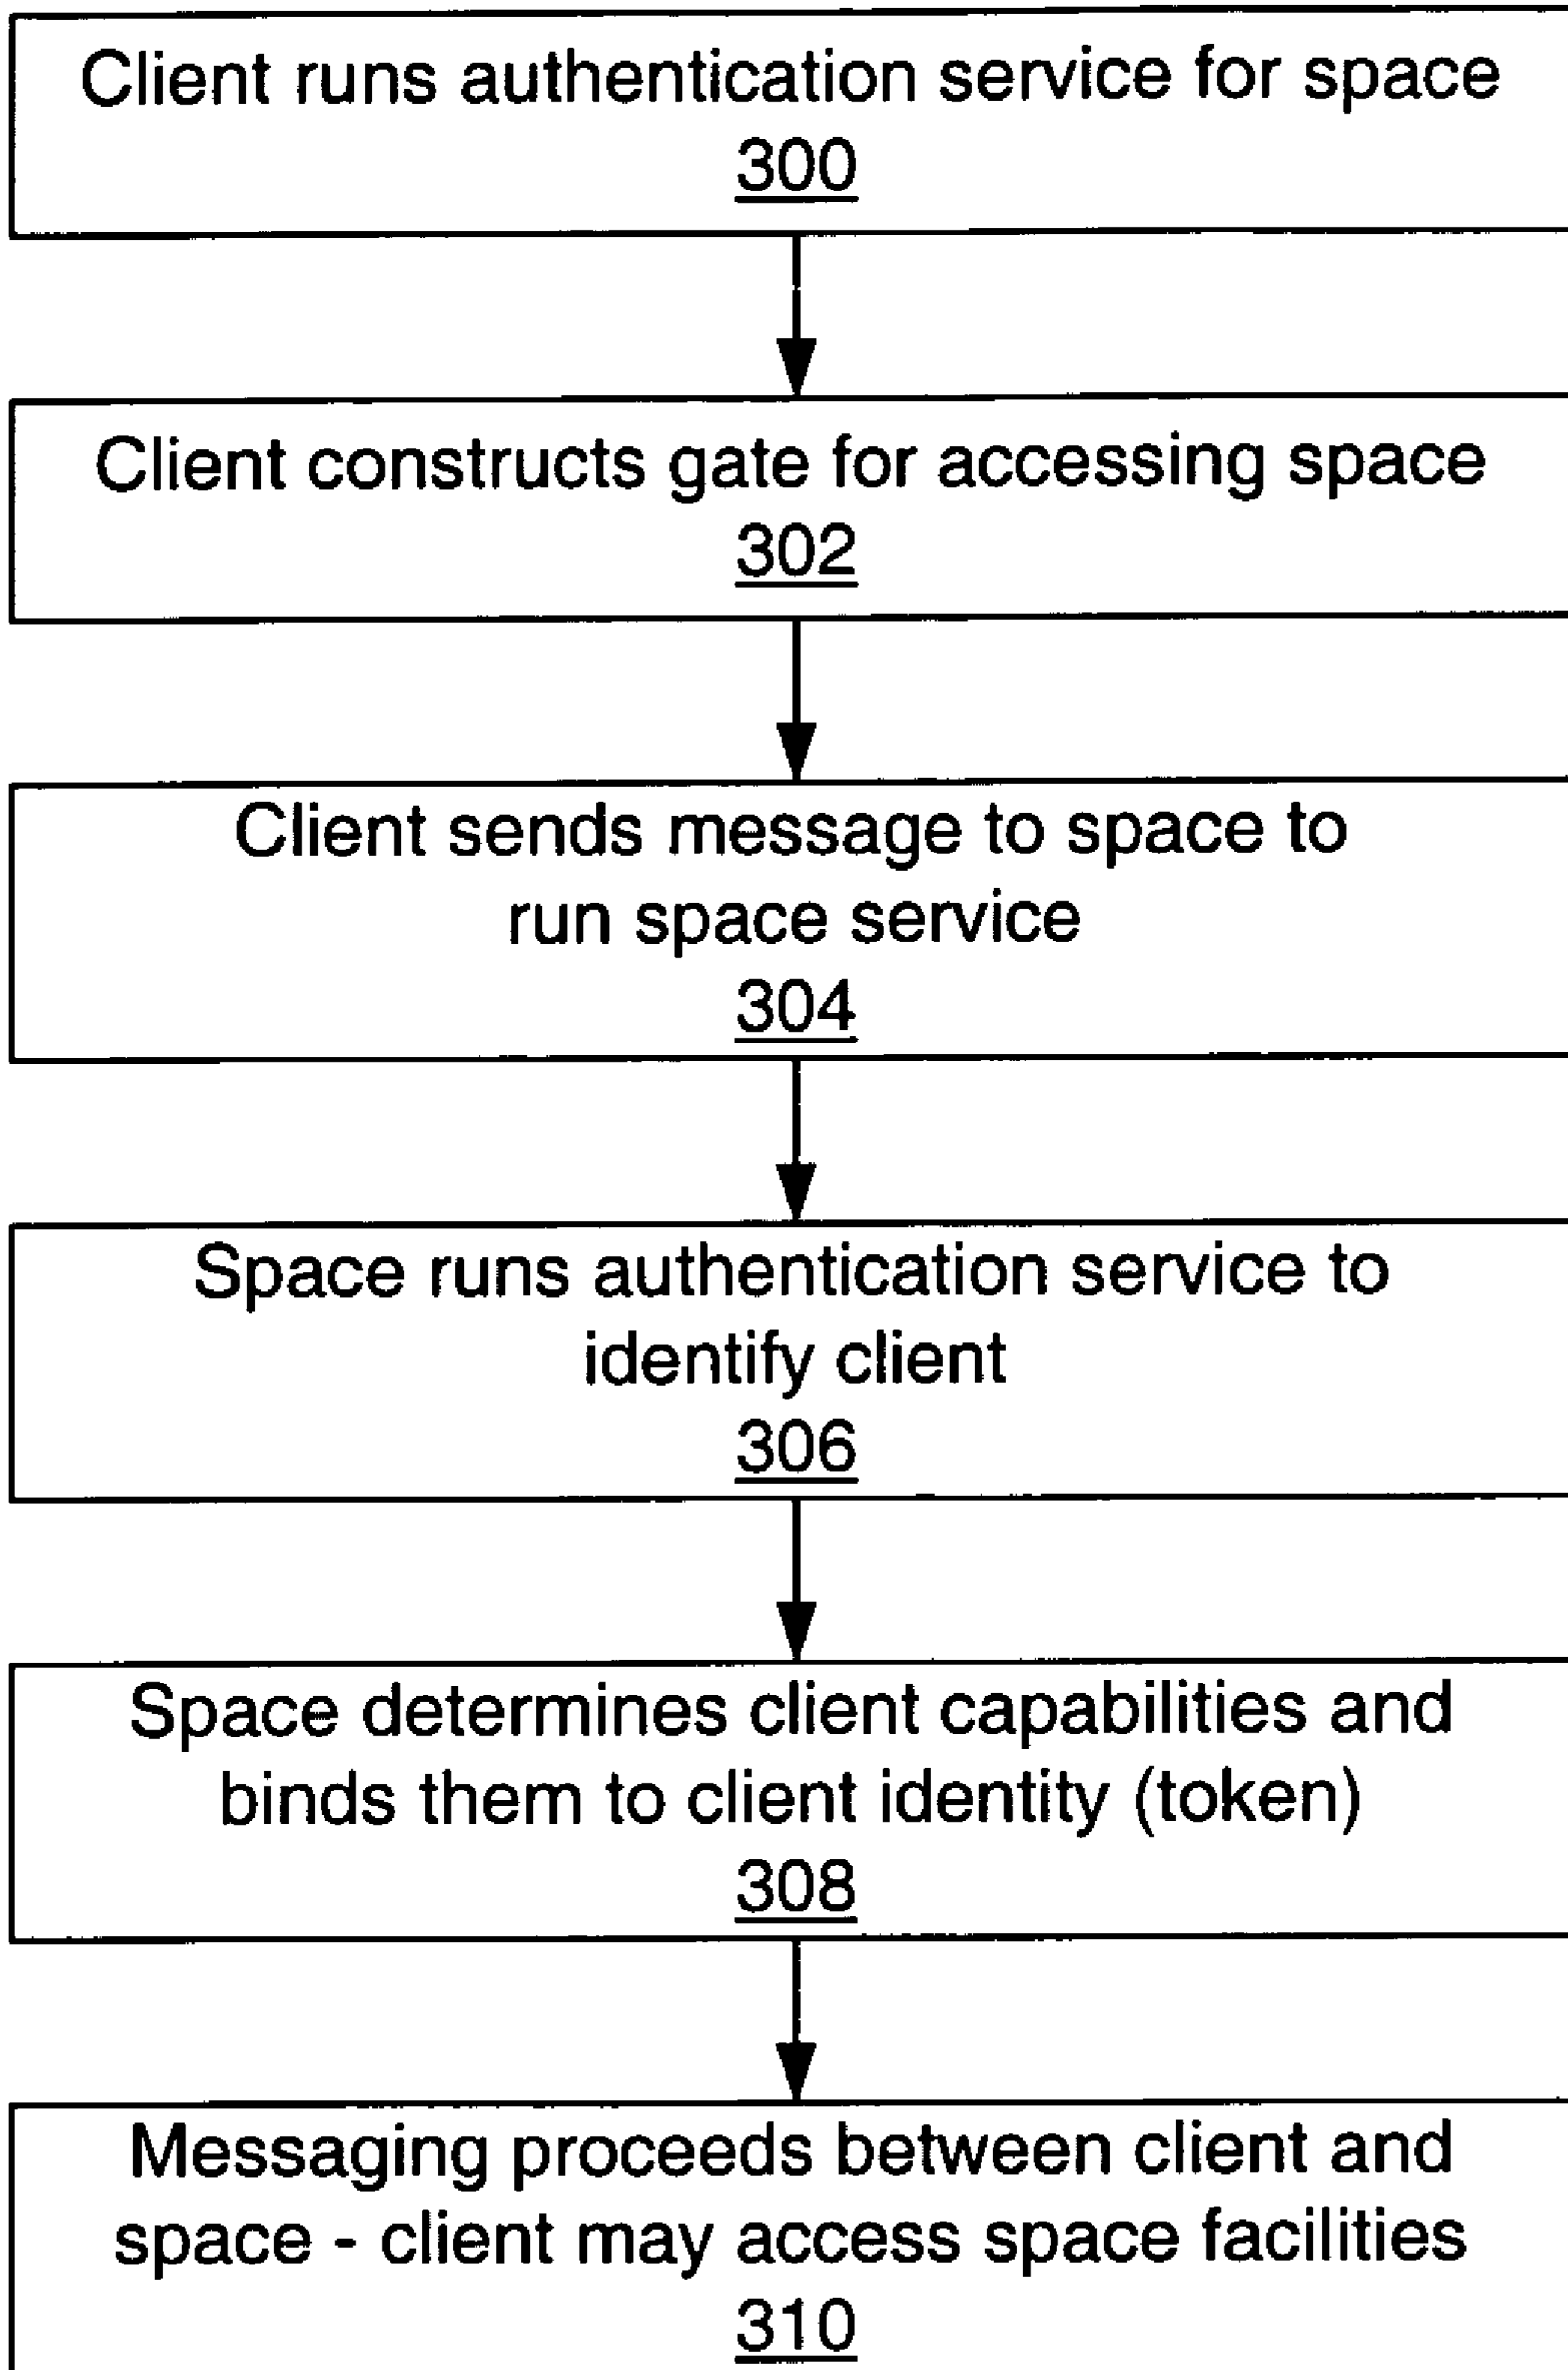 Client runs authentication service for space
300
Client constructs gate for accessing space
302
Client sends message to space to
run space service
304
Space runs authentication service to
identify client
306
Space determines client capabilities and
binds them to client identity (token)
308
Messaging proceeds between client and
space - client may access space facilities
310